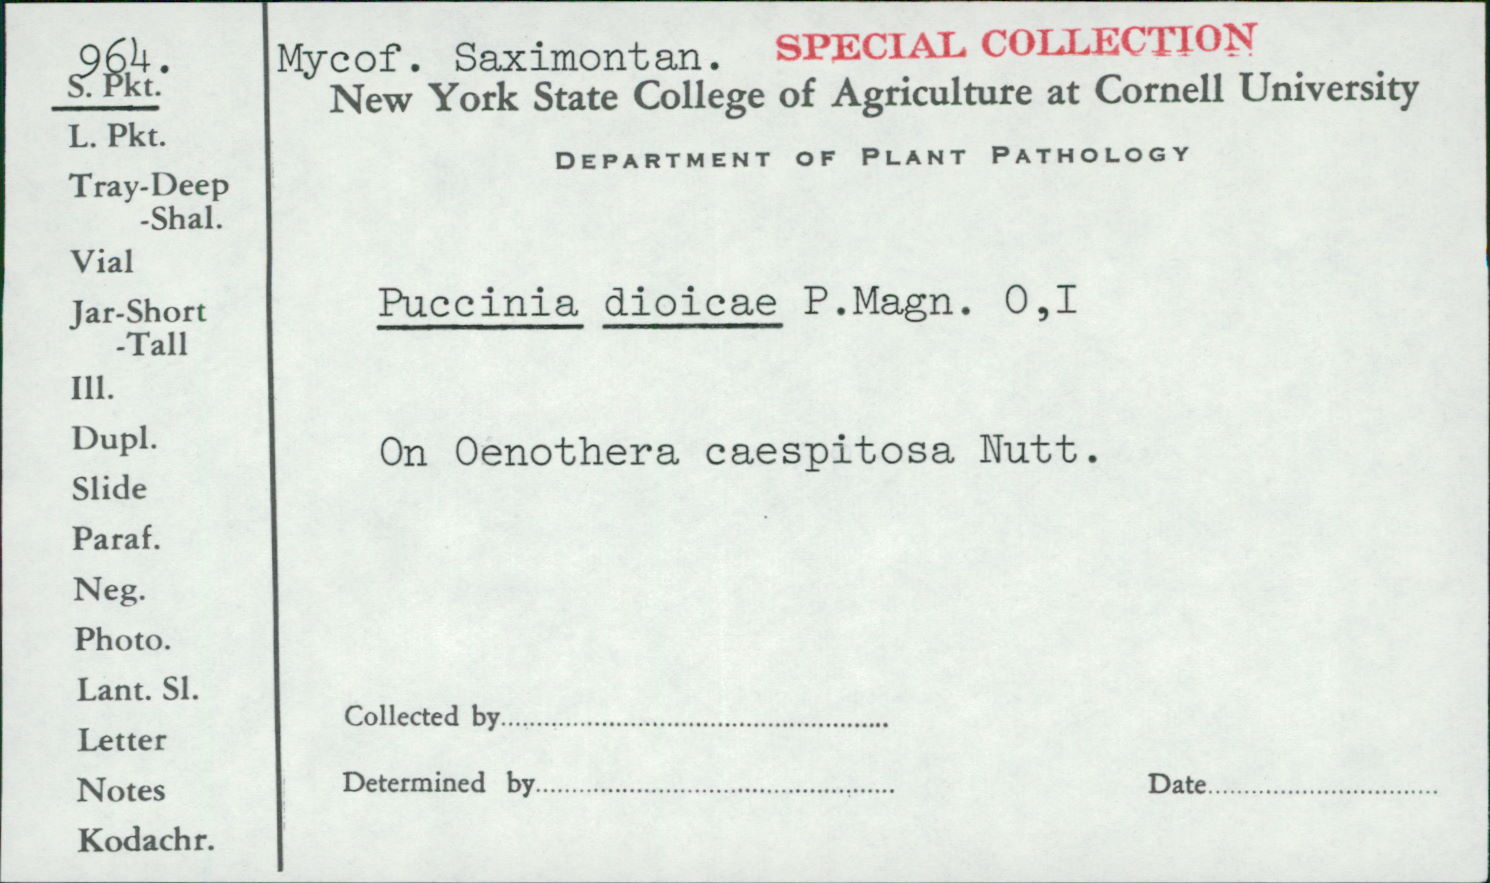 964.
S. Pkt.
L. Pkt.
Tray-Deep
-Shal.
Vial
Jar-Short
-Tall
Ill.
Dupl.
Slide
Paraf.
Neg.
Photo.
Lant. Sl.
Letter
Notes
Kodachr.
Mycof. Saximontan. SPECIAL COLLECTION
New York State College of Agriculture at Cornell University
DEPARTMENT OF PLANT PATHOLOGY
Puccinia dioicae P.Magn. O,I
On Oenothera caespitosa Nutt.
Collected by
Determined by
Date